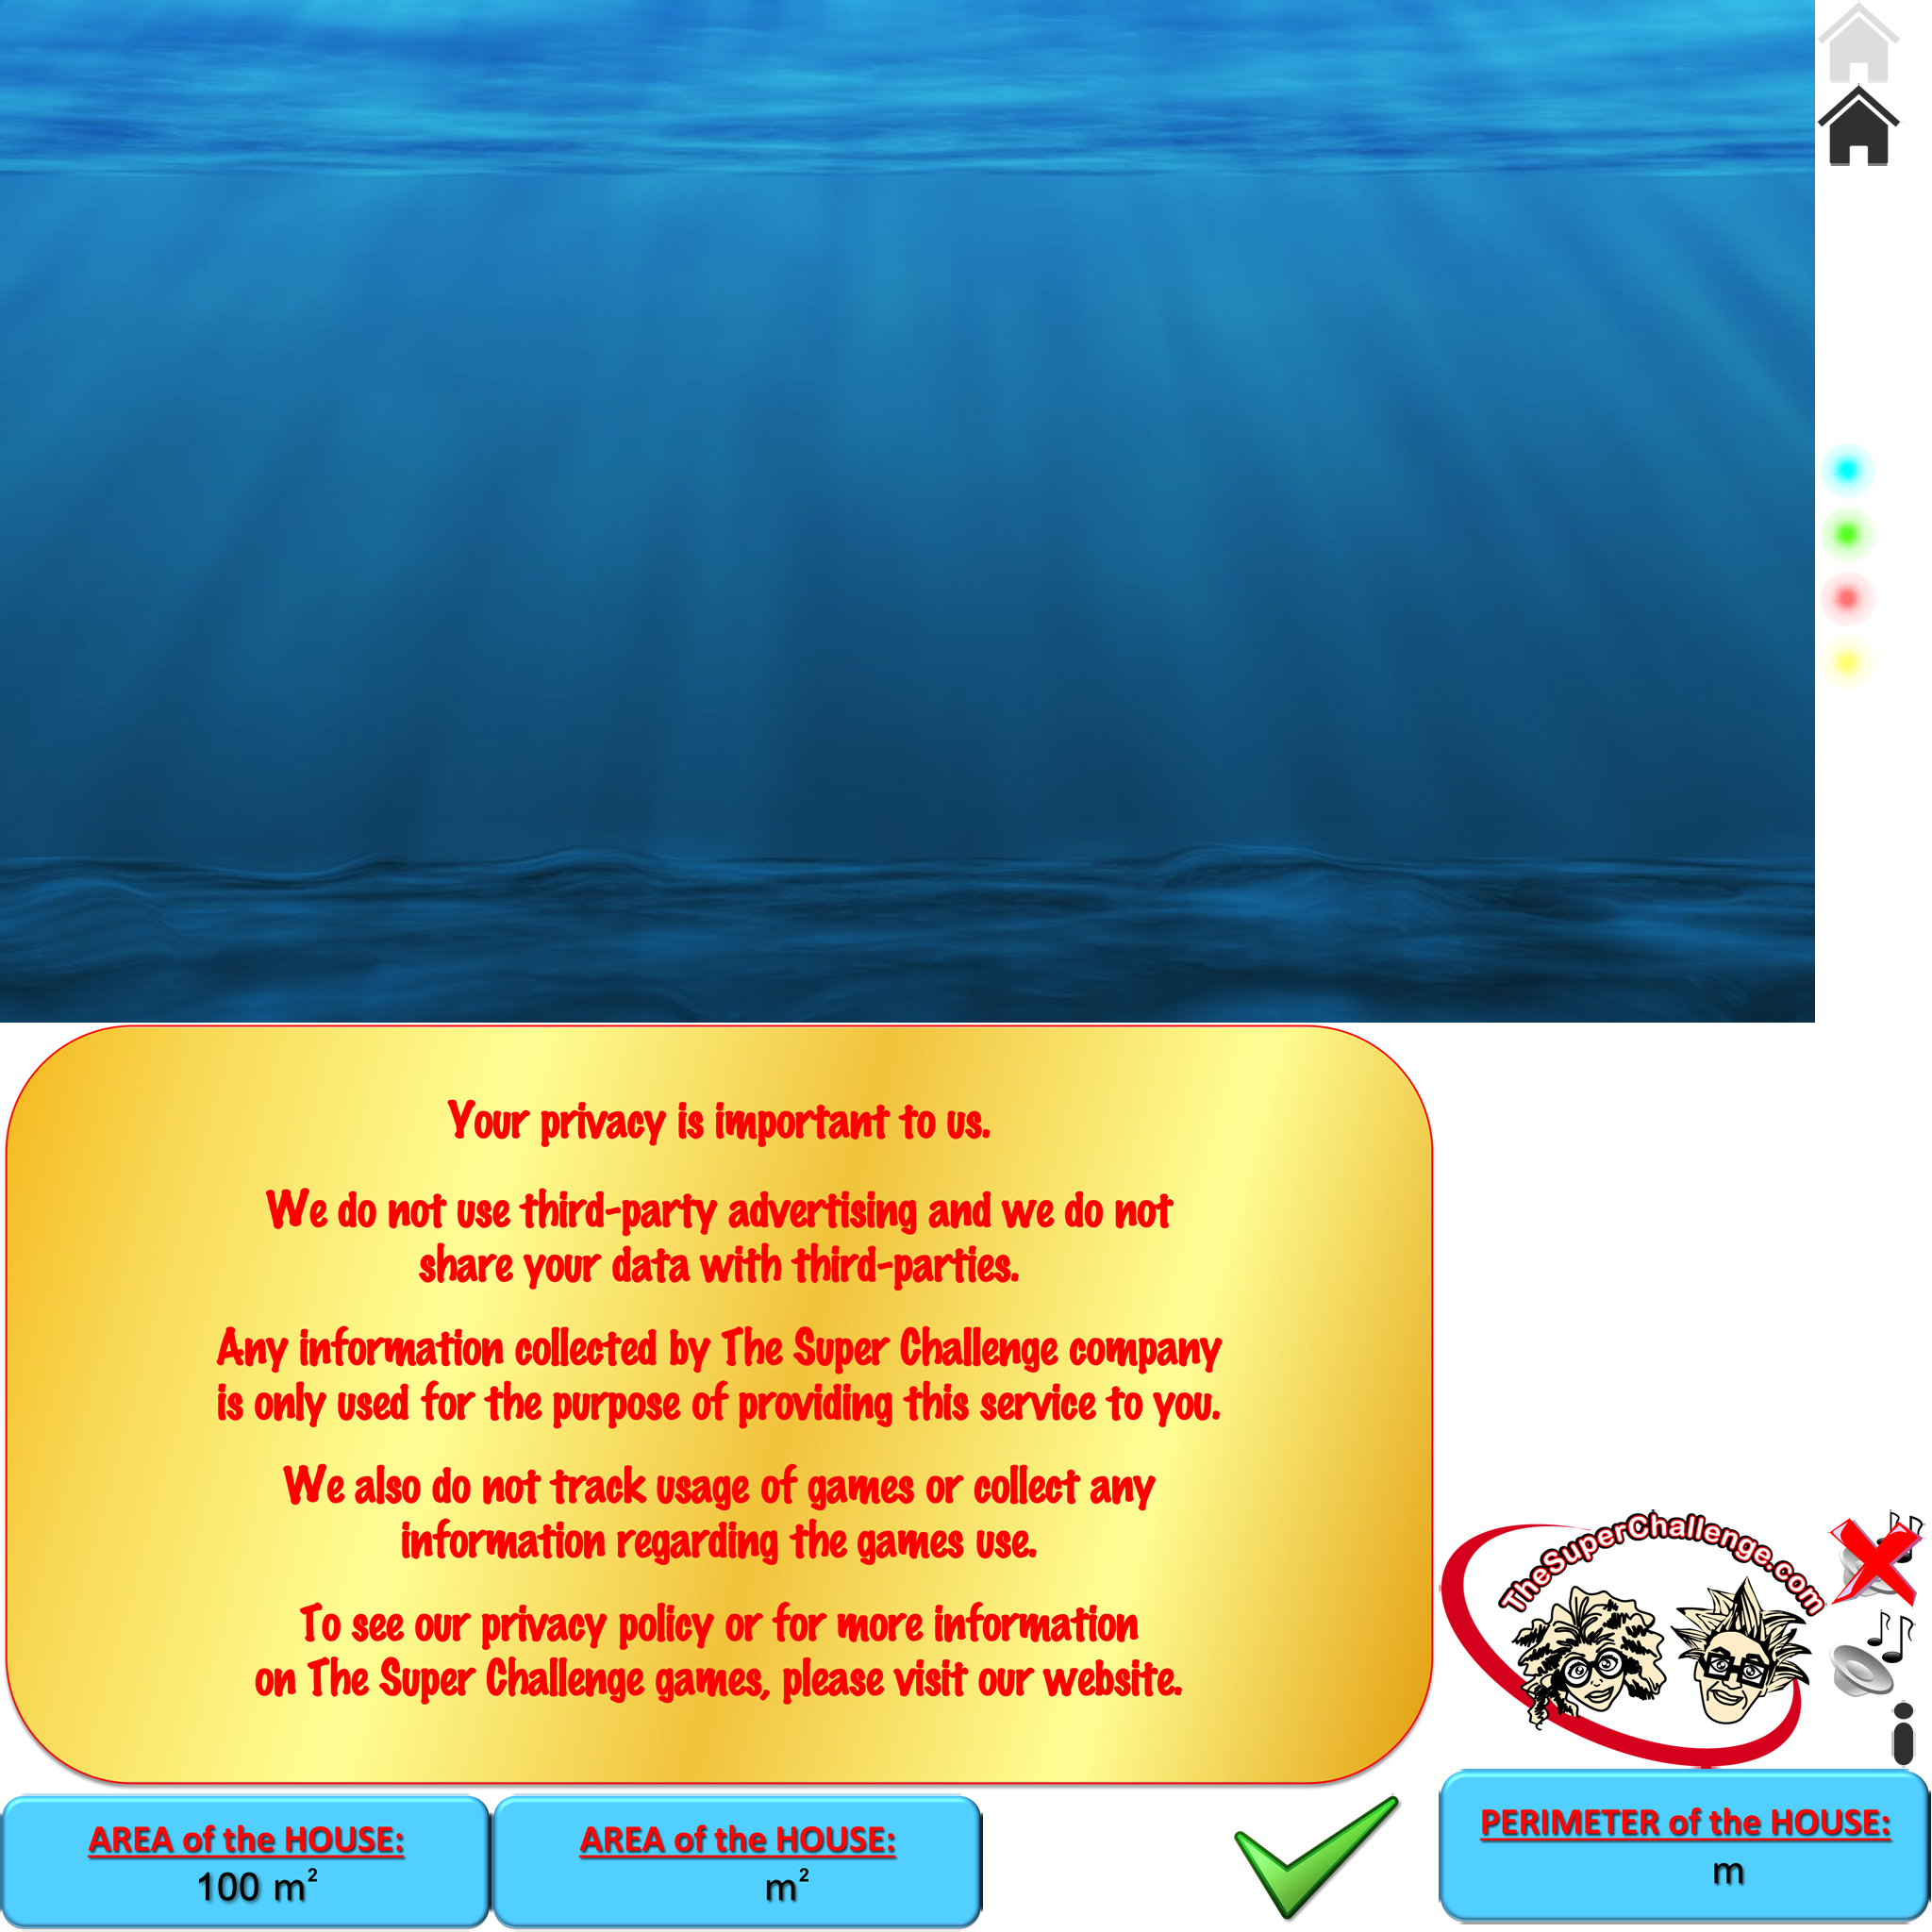 Your privacy is important to us.
We do not use third-party advertising and we do not
share your data with third-parties.
Any information collected by The Super Challenge company
is only used for the purpose of providing this service to you.
We also do not track usage of games or collect any
information regarding the games use.
To see our privacy policy or for more information
on The Super Challenge games, please visit our website.
TheSuperChallenge.com
AREA of the HOUSE:
100 m²
AREA of the HOUSE:
m²
PERIMETER of the HOUSE:
m